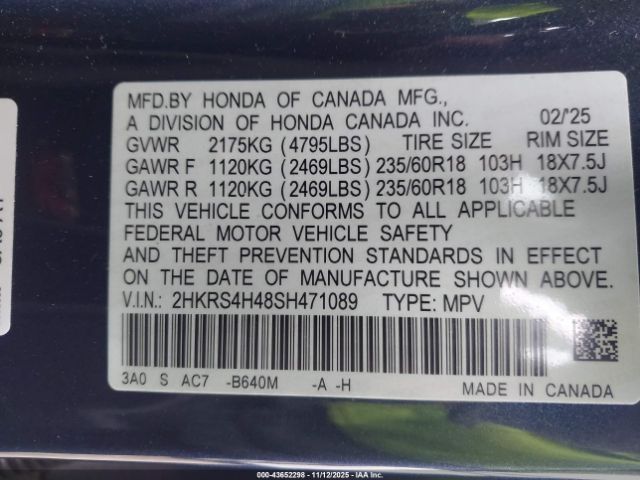 MFD.BY HONDA OF CANADA MFG.,
A DIVISION OF HONDA CANADA INC. 02/'25
GVWR 2175KG (4795LBS) TIRE SIZE RIM SIZE
GAWR F 1120KG (2469LBS) 235/60R18 103H 18X7.5J
GAWR R 1120KG (2469LBS) 235/60R18 103H 18X7.5J
THIS VEHICLE CONFORMS TO ALL APPLICABLE
FEDERAL MOTOR VEHICLE SAFETY
AND THEFT PREVENTION STANDARDS IN EFFECT
ON THE DATE OF MANUFACTURE SHOWN ABOVE.
V.I.N.: 2HKRS4H48SH471089 TYPE: MPV
3A0 S AC7 -B640M -A -H
MADE IN CANADA
© 2000 - 43652298 - 11/12/2025 - IAA Inc.